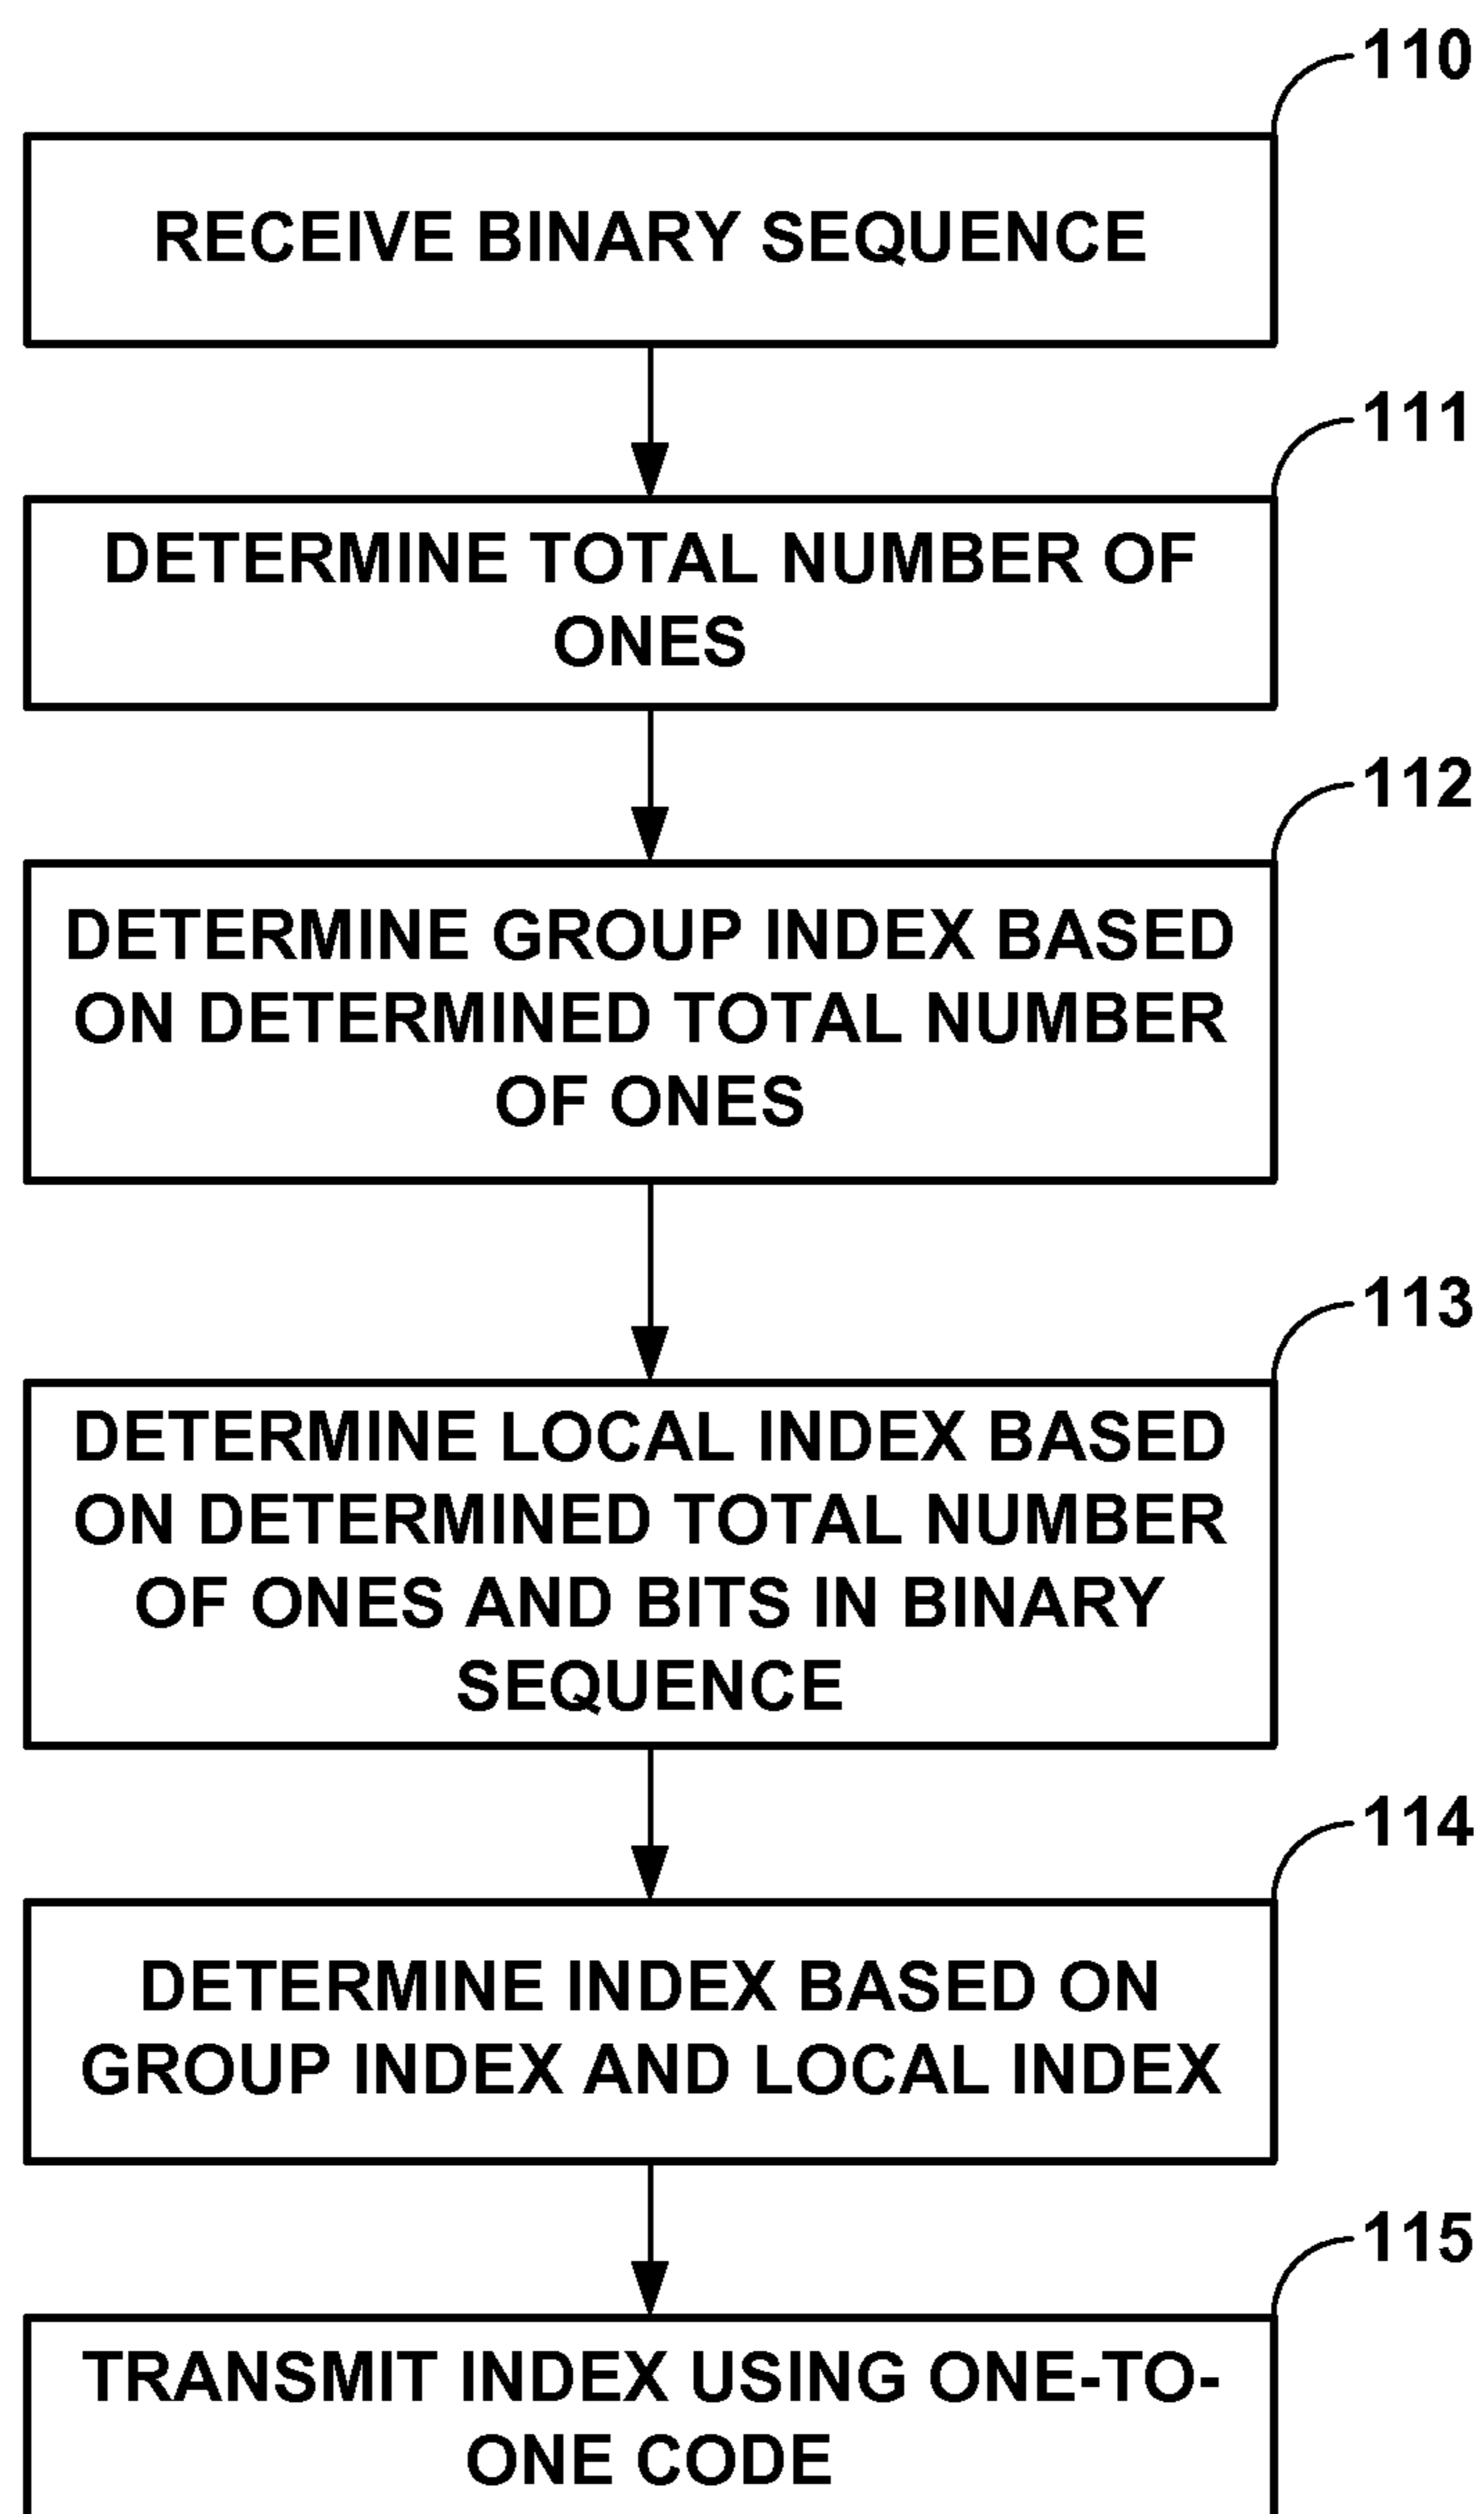 110
RECEIVE BINARY SEQUENCE
111
DETERMINE TOTAL NUMBER OF
ONES
112
DETERMINE GROUP INDEX BASED
ON DETERMINED TOTAL NUMBER
OF ONES
113
DETERMINE LOCAL INDEX BASED
ON DETERMINED TOTAL NUMBER
OF ONES AND BITS IN BINARY
SEQUENCE
114
DETERMINE INDEX BASED ON
GROUP INDEX AND LOCAL INDEX
115
TRANSMIT INDEX USING ONE-TO-
ONE CODE